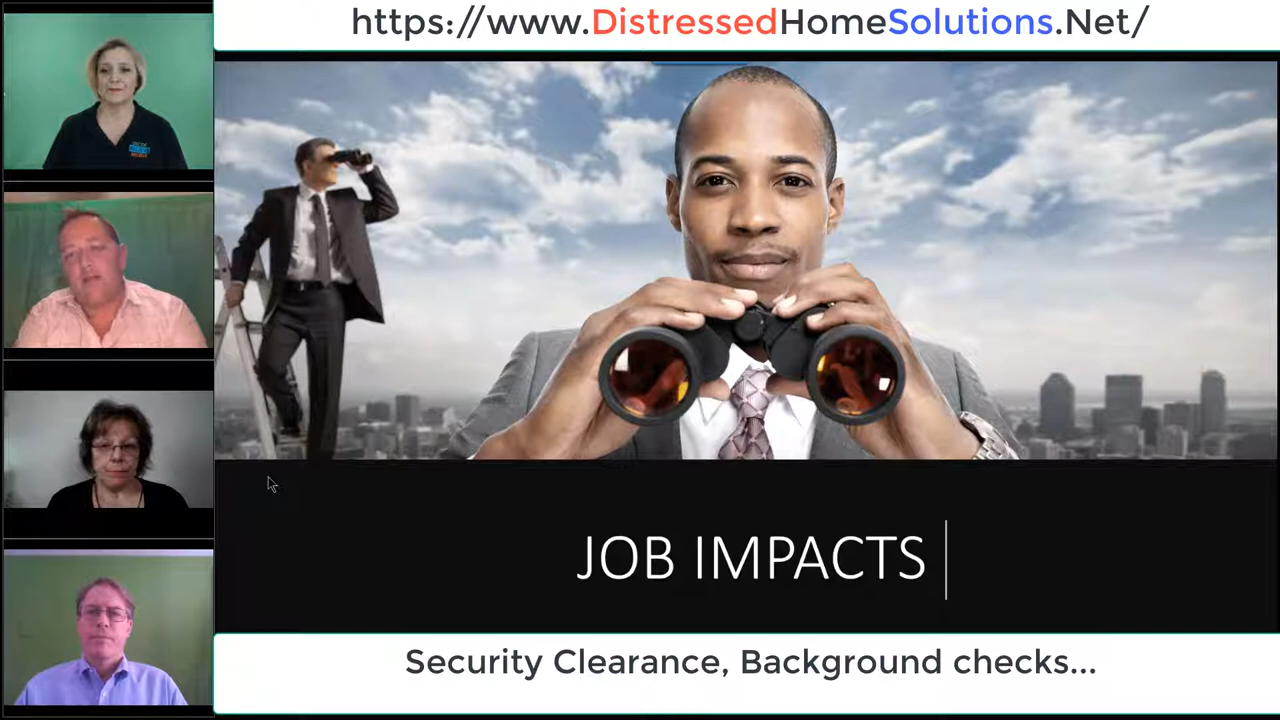 https://www.DistressedHomeSolutions.Net/
JOB IMPACTS
Security Clearance, Background checks...